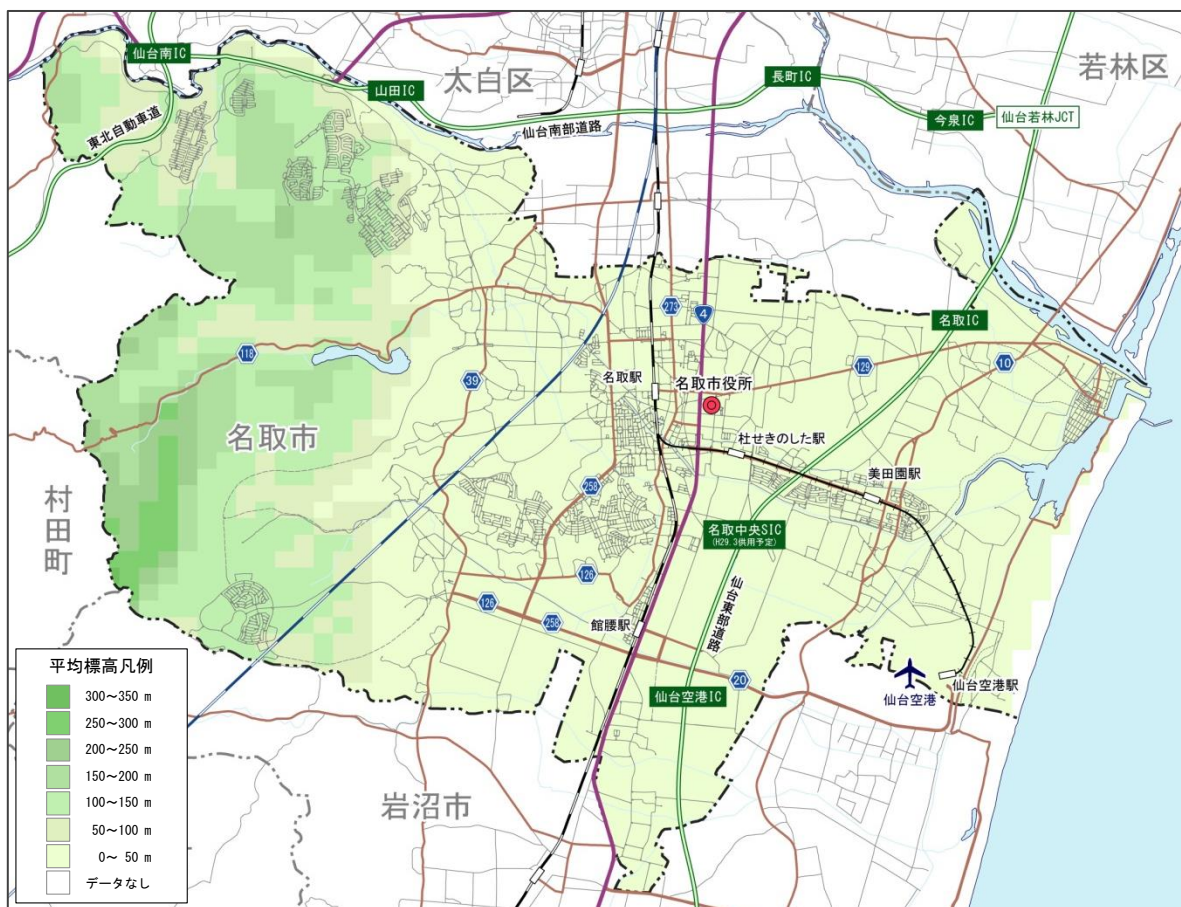 仙台南IC
太白区
長町IC
若林区
山田IC
東北自動車道
仙台南部道路
今泉IC
仙台若林JCT
273
4
名取IC
118
39
名取駅
名取市役所
129
10
名取市
杜せきのした駅
美田園駅
258
村田町
名取中央SIC
(H29.3供用予定)
126
仙台東部道路
126
258
館腰駅
20
仙台空港IC
仙台空港
仙台空港駅
岩沼市
平均標高凡例
300～350 m
250～300 m
200～250 m
150～200 m
100～150 m
50～100 m
0～ 50 m
データなし